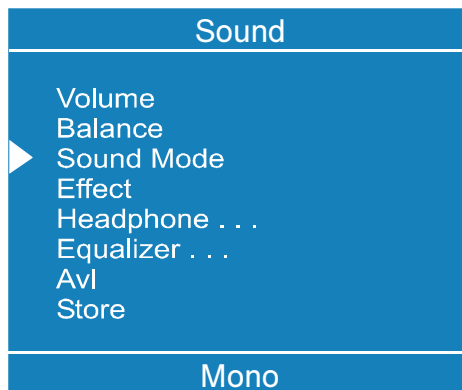 Sound
Volume
Balance
Sound Mode
Effect
Headphone . . .
Equalizer . . .
Avl
Store
Mono